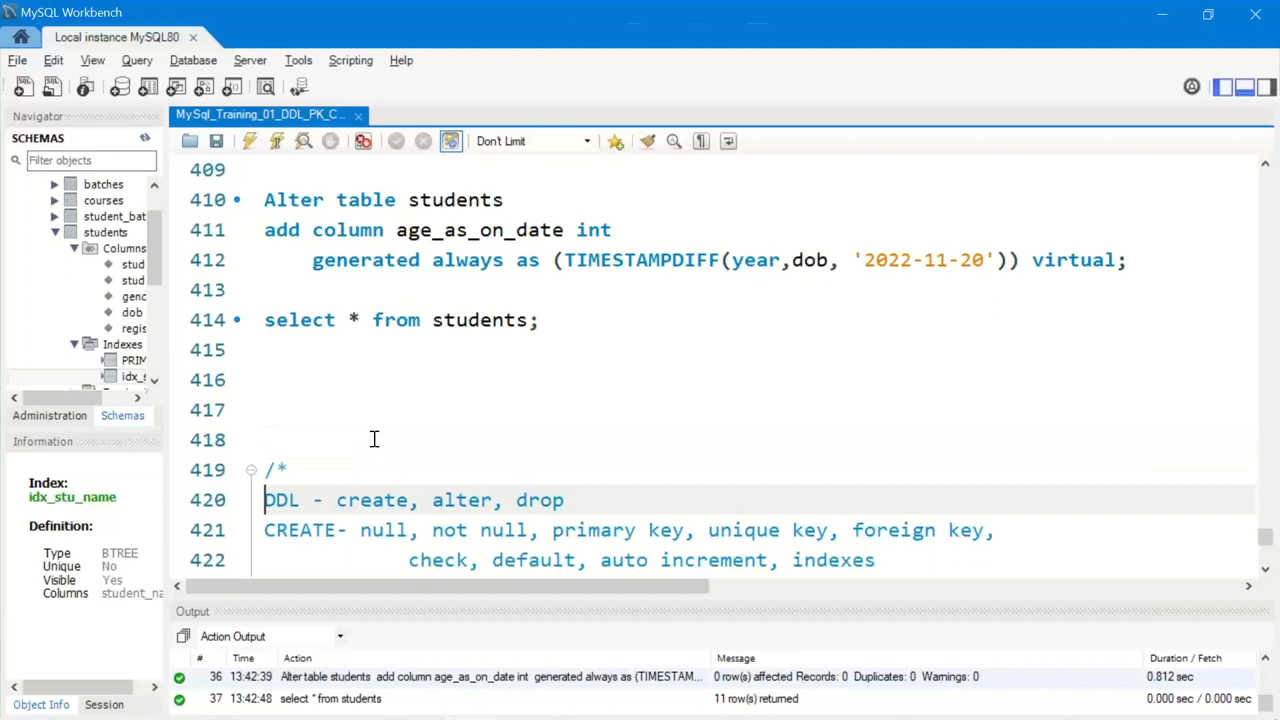 MySQL Workbench
Local instance MySQL80
File Edit View Query Database Server Tools Scripting Help
Navigator
SCHEMAS
Filter objects
batches
courses
student_bat
students
Columns
stud
stud
gend
dob
regis
Indexes
PRIM
idx_s
Administration Schemas
Information
Index:
idx_stu_name
Definition:
Type BTREE
Unique No
Visible Yes
Columns student_na
Object Info Session
MySql_Training_01_DDL_PK_C...
Don't Limit
409
410 Alter table students
411 add column age_as_on_date int
412 generated always as (TIMESTAMPDIFF(year,dob, '2022-11-20')) virtual;
413
414 select * from students;
415
416
417
418
419 /*
420 DDL - create, alter, drop
421 CREATE- null, not null, primary key, unique key, foreign key,
422 check, default, auto increment, indexes
Output
Action Output
# Time Action Message Duration / Fetch
36 13:42:39 Alter table students add column age_as_on_date int generated always as (TIMESTAM... 0 row(s) affected Records: 0 Duplicates: 0 Warnings: 0 0.812 sec
37 13:42:48 select * from students 11 row(s) returned 0.000 sec / 0.000 sec